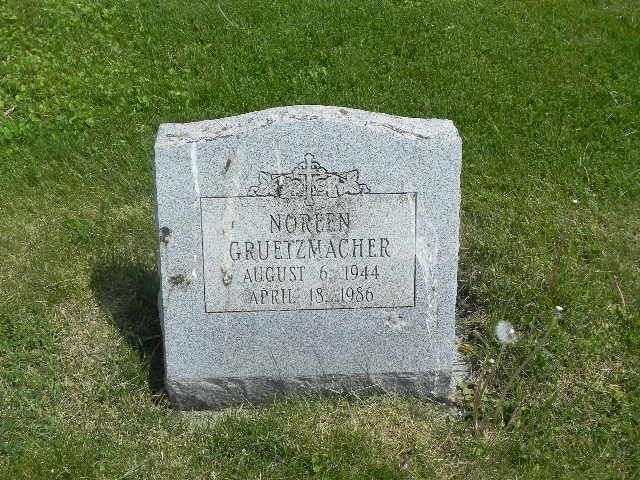 NOREEN
GRUETZMACHER
AUGUST 6, 1944
APRIL 18, 1986